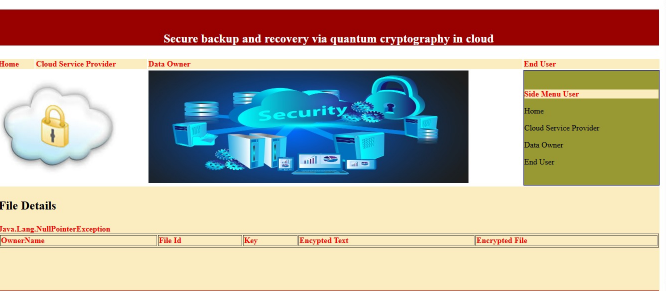 Secure backup and recovery via quantum cryptography in cloud
Home Cloud Service Provider Data Owner End User
Security
Side Menu User
Home
Cloud Service Provider
Data Owner
End User
File Details
Java.Lang.NullPointerException
OwnerName File Id Key Encypted Text Encrypted File